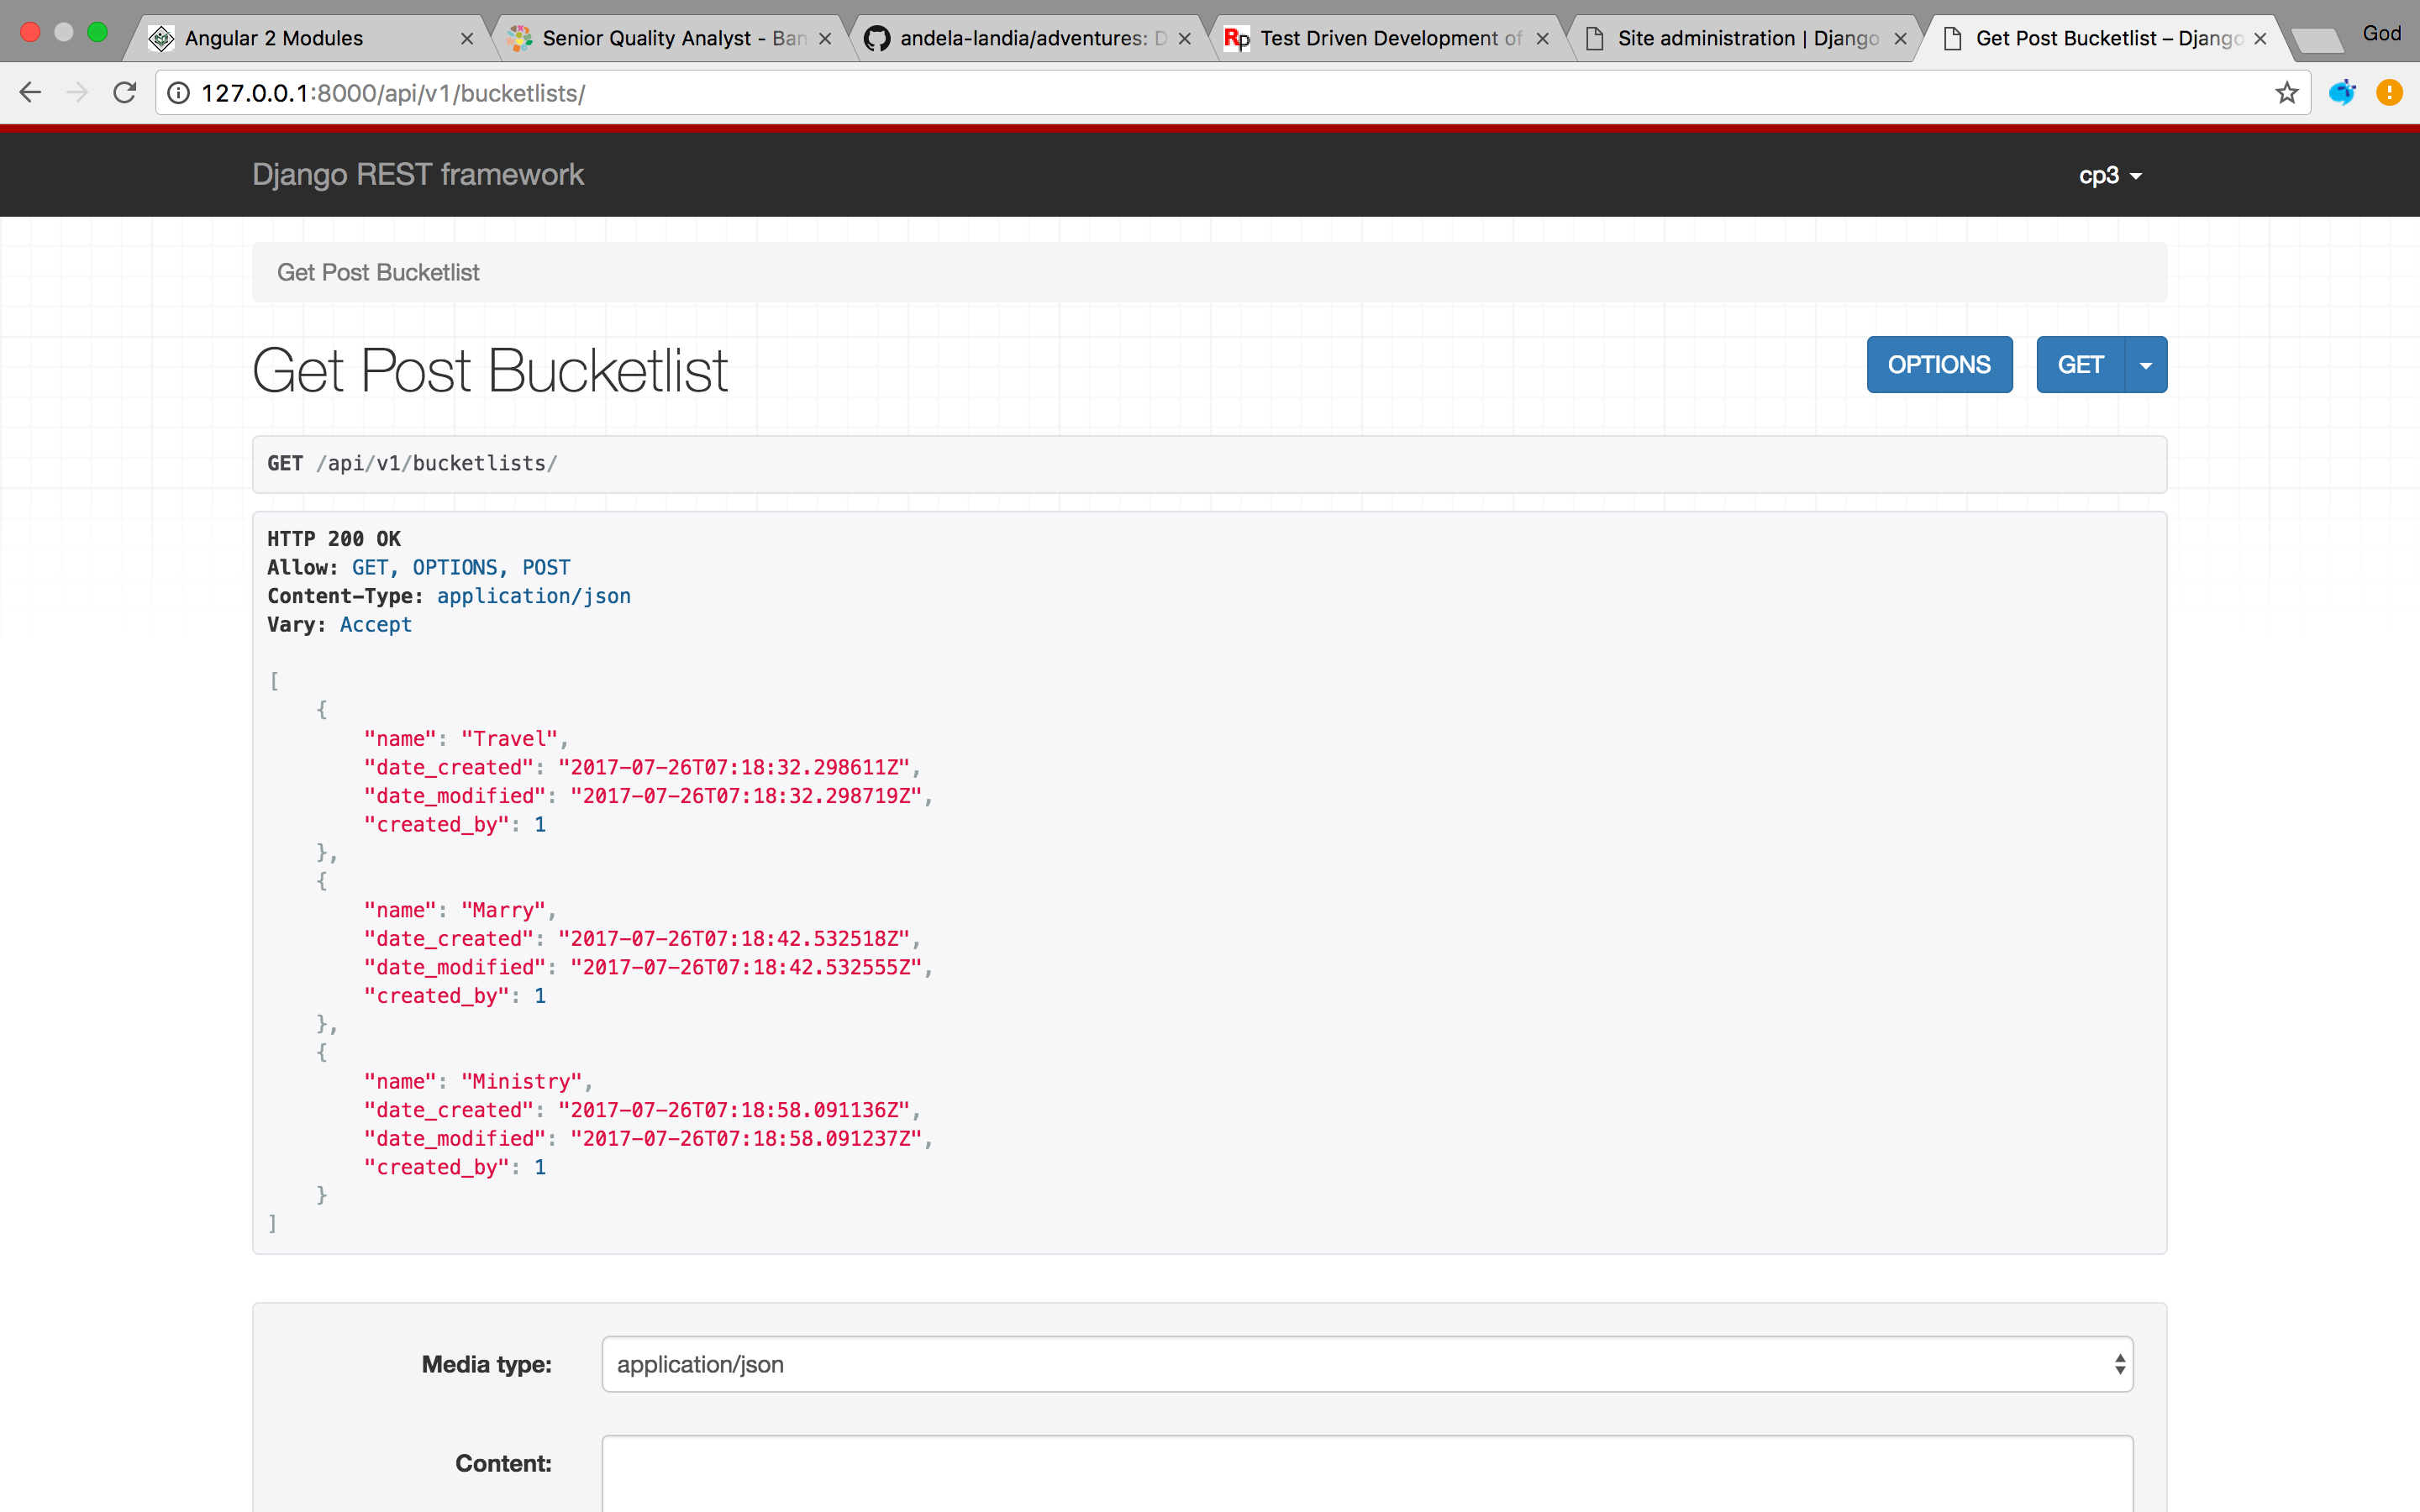 Angular 2 Modules
Senior Quality Analyst - Ban
andela-landia/adventures: D
Rp Test Driven Development of
Site administration | Django
Get Post Bucketlist – Django
God
127.0.0.1:8000/api/v1/bucketlists/
Django REST framework
cp3
Get Post Bucketlist
Get Post Bucketlist
OPTIONS
GET
GET /api/v1/bucketlists/
HTTP 200 OK
Allow: GET, OPTIONS, POST
Content-Type: application/json
Vary: Accept
[
    {
        "name": "Travel",
        "date_created": "2017-07-26T07:18:32.298611Z",
        "date_modified": "2017-07-26T07:18:32.298719Z",
        "created_by": 1
    },
    {
        "name": "Marry",
        "date_created": "2017-07-26T07:18:42.532518Z",
        "date_modified": "2017-07-26T07:18:42.532555Z",
        "created_by": 1
    },
    {
        "name": "Ministry",
        "date_created": "2017-07-26T07:18:58.091136Z",
        "date_modified": "2017-07-26T07:18:58.091237Z",
        "created_by": 1
    }
]
Media type:
application/json
Content: